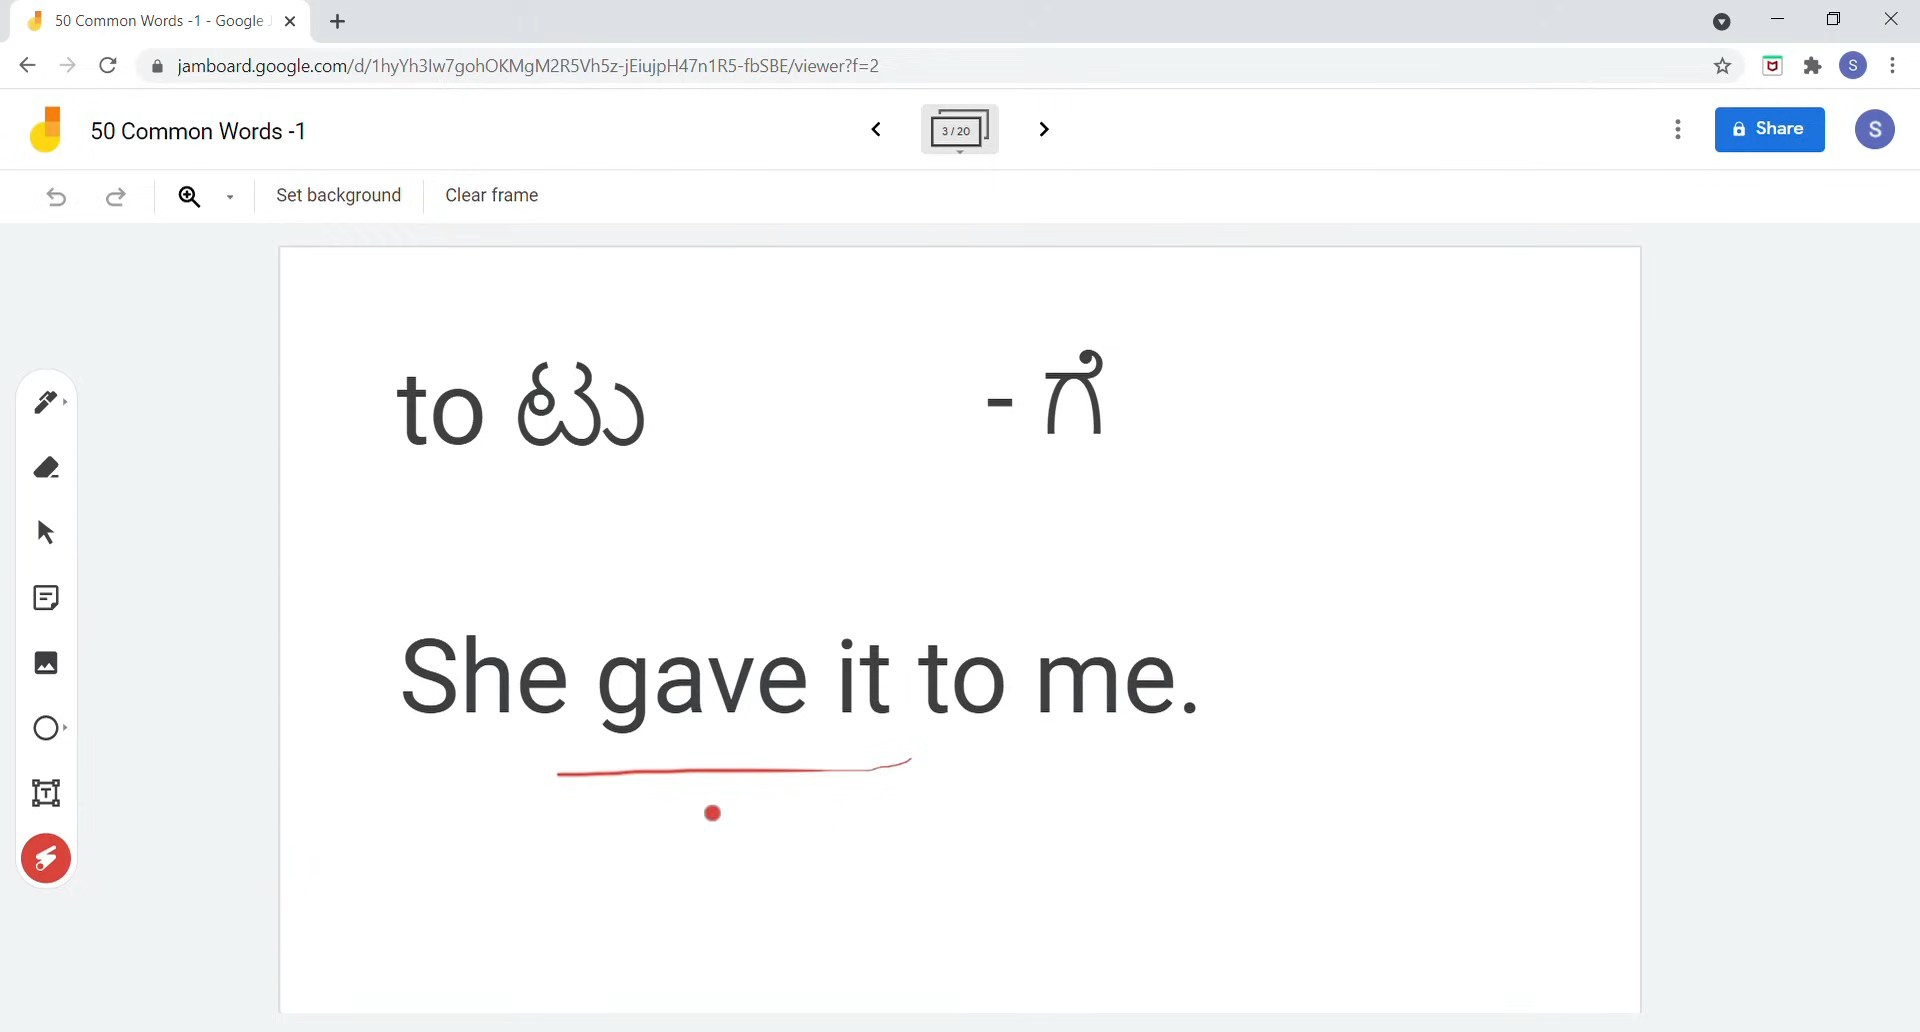 50 Common Words -1 - Google J
jamboard.google.com/d/1hyYh3Iw7gohOKMgM2R5Vh5z-jEiujpH47n1R5-fbSBE/viewer?f=2
S
50 Common Words -1
3 / 20
Share
S
Set background
Clear frame
to ಟು - ಗೆ
She gave it to me.